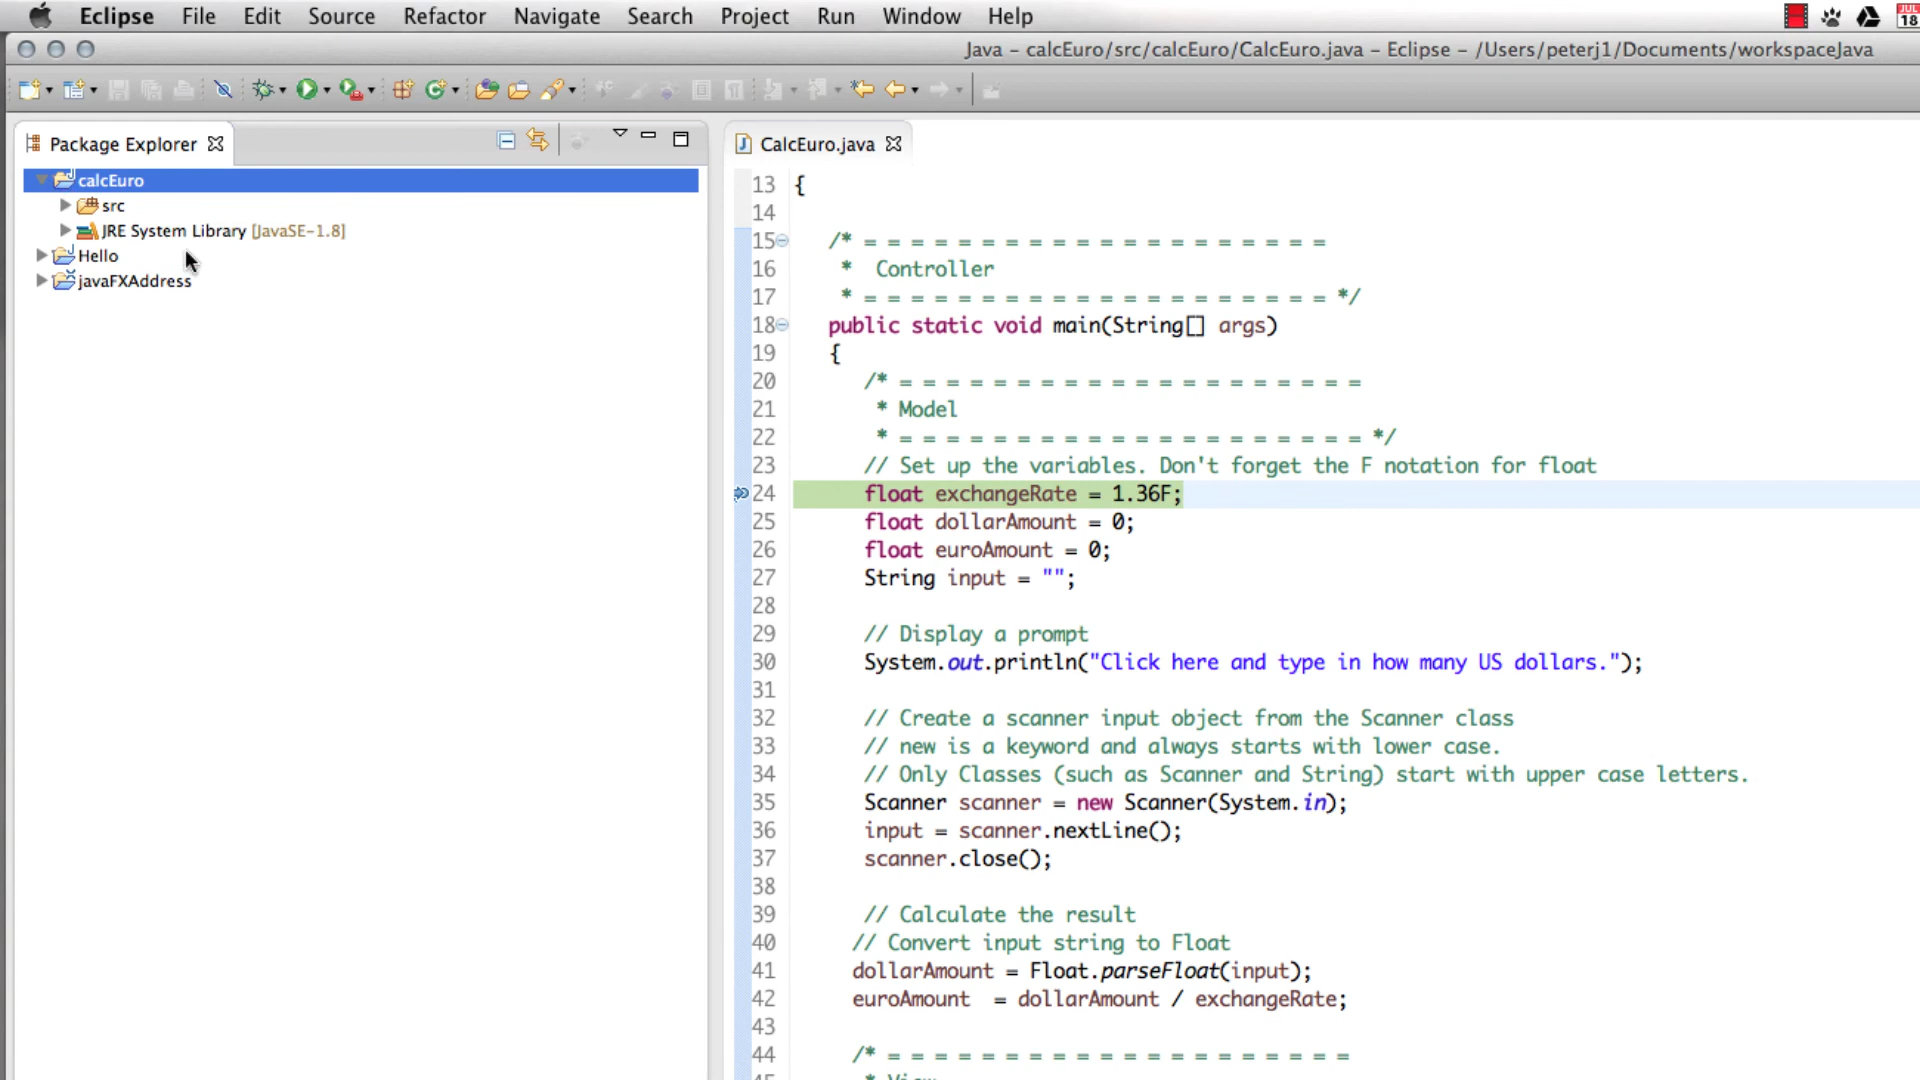 Eclipse File Edit Source Refactor Navigate Search Project Run Window Help JUL 18
Java – calcEuro/src/calcEuro/CalcEuro.java – Eclipse – /Users/peterj1/Documents/workspaceJava
Package Explorer
calcEuro
src
JRE System Library [JavaSE-1.8]
Hello
javaFXAddress
CalcEuro.java
13 {
14
15 /* = = = = = = = = = = = = = = = = = = = =
16 * Controller
17 * = = = = = = = = = = = = = = = = = = = = */
18 public static void main(String[] args)
19 {
20 /* = = = = = = = = = = = = = = = = = = = =
21 * Model
22 * = = = = = = = = = = = = = = = = = = = = */
23 // Set up the variables. Don't forget the F notation for float
24 float exchangeRate = 1.36F;
25 float dollarAmount = 0;
26 float euroAmount = 0;
27 String input = "";
28
29 // Display a prompt
30 System.out.println("Click here and type in how many US dollars.");
31
32 // Create a scanner input object from the Scanner class
33 // new is a keyword and always starts with lower case.
34 // Only Classes (such as Scanner and String) start with upper case letters.
35 Scanner scanner = new Scanner(System.in);
36 input = scanner.nextLine();
37 scanner.close();
38
39 // Calculate the result
40 // Convert input string to Float
41 dollarAmount = Float.parseFloat(input);
42 euroAmount  = dollarAmount / exchangeRate;
43
44 /* = = = = = = = = = = = = = = = = = = = =